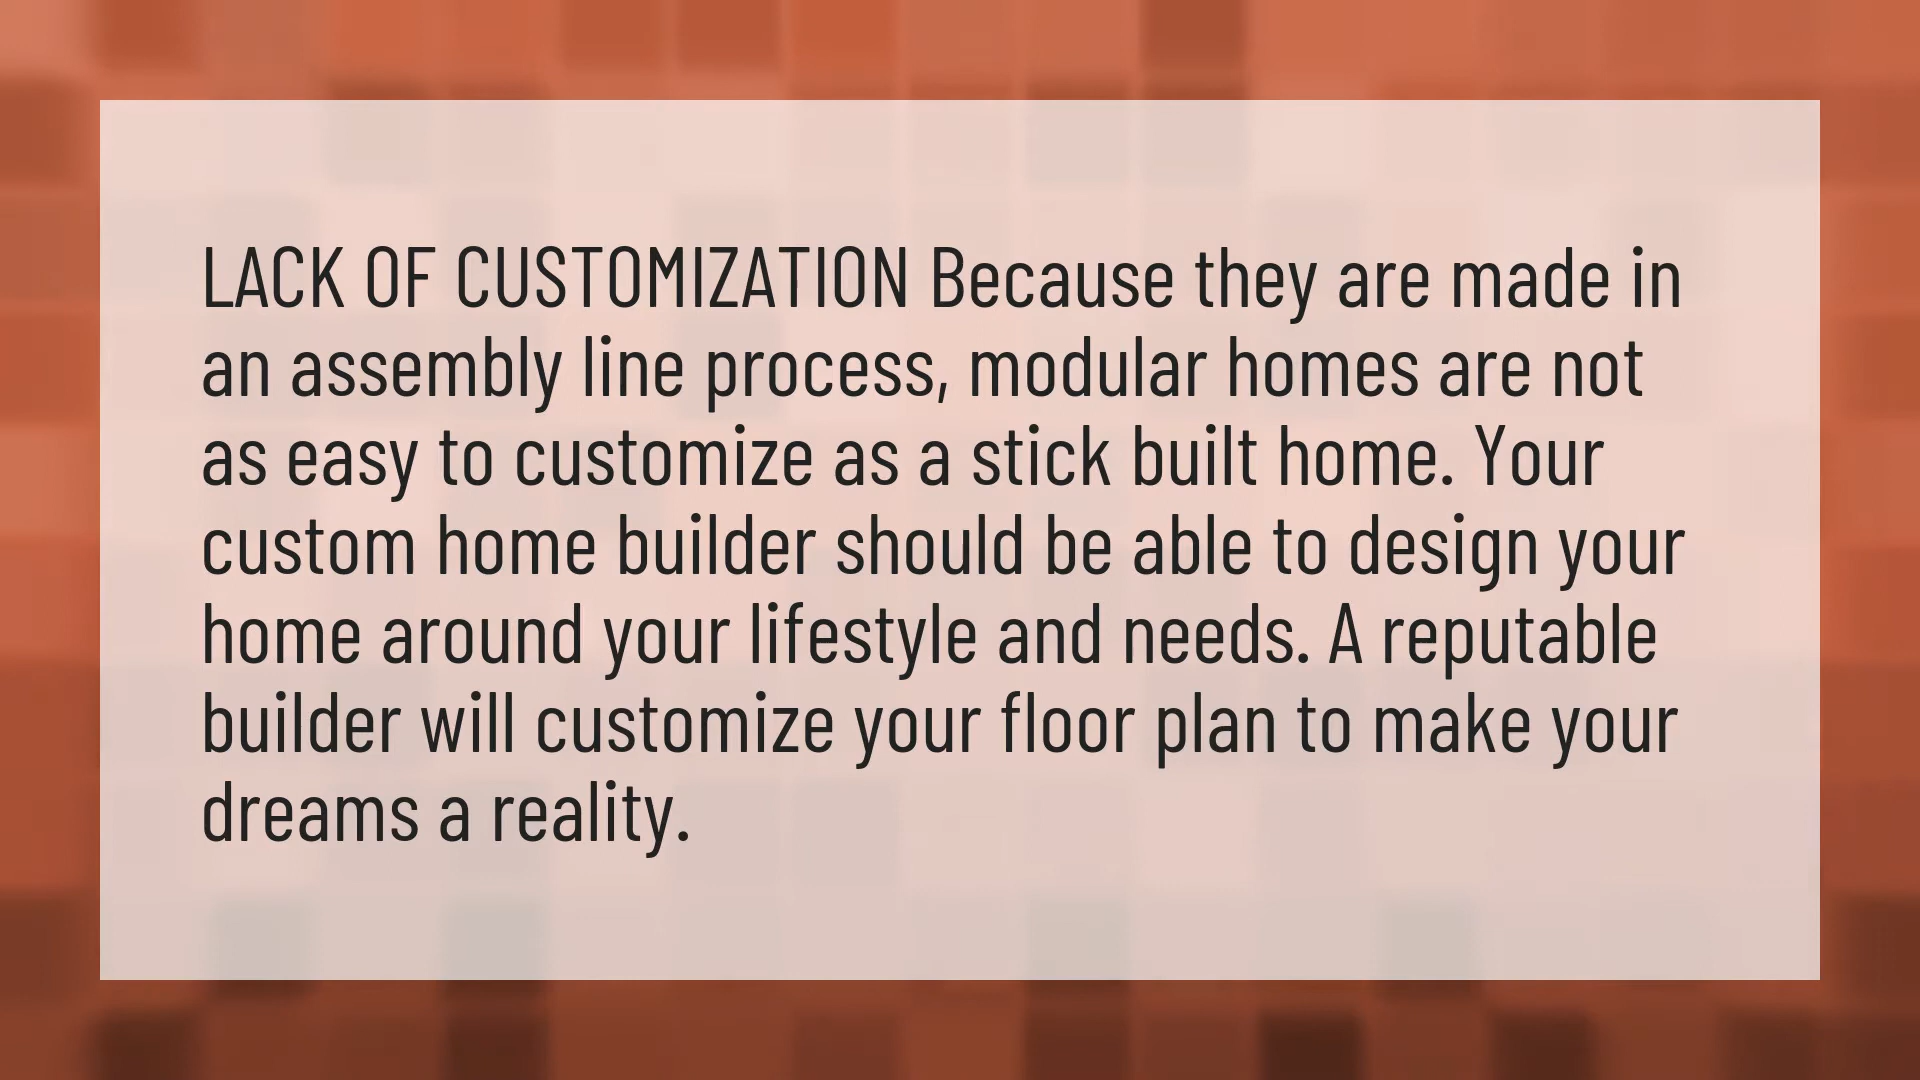 LACK OF CUSTOMIZATION Because they are made in
an assembly line process, modular homes are not
as easy to customize as a stick built home. Your
custom home builder should be able to design your
home around your lifestyle and needs. A reputable
builder will customize your floor plan to make your
dreams a reality.